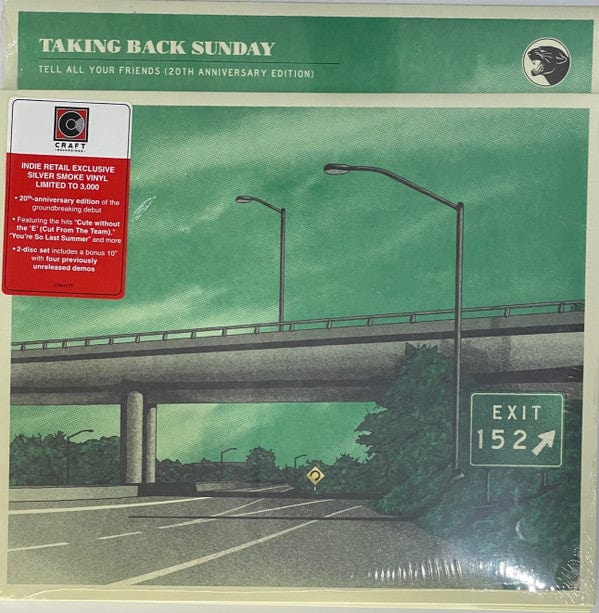 TAKING BACK SUNDAY
TELL ALL YOUR FRIENDS (20TH ANNIVERSARY EDITION)
CRAFT
RECORDINGS
INDIE RETAIL EXCLUSIVE
SILVER SMOKE VINYL
LIMITED TO 3,000
• 20th-anniversary edition of the
groundbreaking debut
• Featuring the hits "Cute without
the 'E' (Cut From The Team),"
"You're So Last Summer" and more
• 2-disc set includes a bonus 10"
with four previously
unreleased demos
EXIT
152